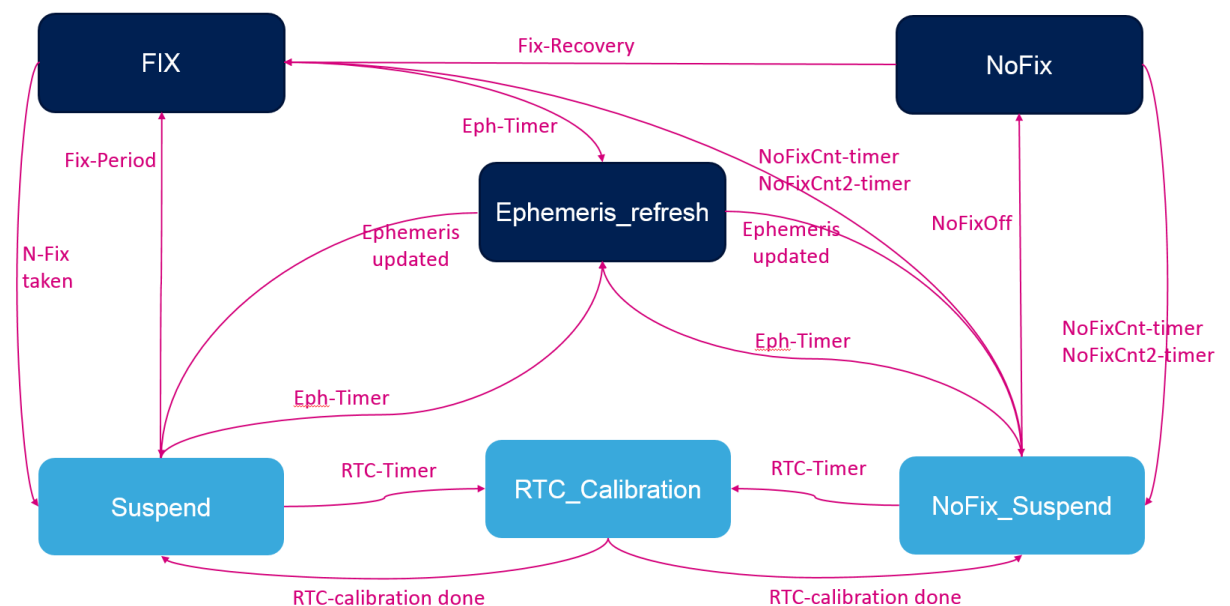 FIX
Fix-Recovery
NoFix
Eph-Timer
Fix-Period
NoFixCnt-timer
NoFixCnt2-timer
Ephemeris_refresh
NoFixOff
N-Fix
taken
Ephemeris
updated
Ephemeris
updated
NoFixCnt-timer
NoFixCnt2-timer
Eph-Timer
Eph-Timer
RTC-Timer
RTC-Timer
Suspend
RTC_Calibration
NoFix_Suspend
RTC-calibration done
RTC-calibration done